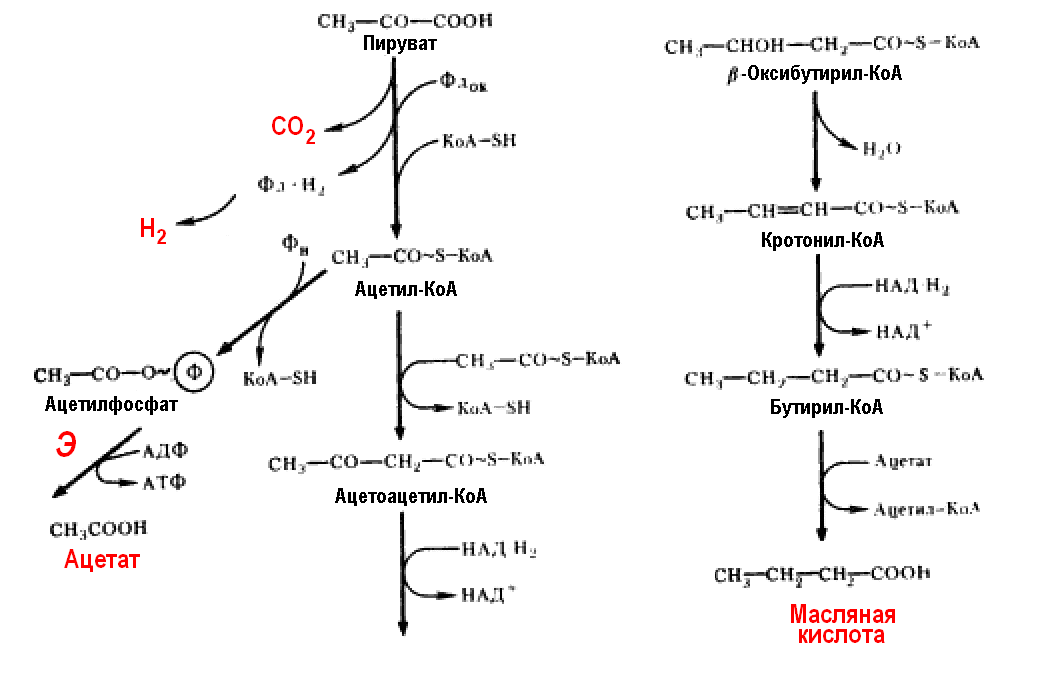 CH₃—CO—COOH
Пируват
Фдок
CO₂
КоА—SH
Фд·H₂
H₂
Фн
CH₃—CO~S—КоА
Ацетил-КоА
CH₃—CO—O~Ф
Ацетилфосфат
КоА—SH
CH₃—CO~S—КоА
КоА—SH
Э
АДФ
АТФ
CH₃COOH
Ацетат
CH₃—CO—CH₂—CO~S—КоА
Ацетоацетил-КоА
НАД·H₂
НАД⁺
CH₃—CHOH—CH₂—CO~S—КоА
β-Оксибутирил-КоА
H₂O
CH₃—CH=CH—CO~S—КоА
Кротонил-КоА
НАД·H₂
НАД⁺
CH₃—CH₂—CH₂—CO~S—КоА
Бутирил-КоА
Ацетат
Ацетил-КоА
CH₃—CH₂—CH₂—COOH
Масляная
кислота